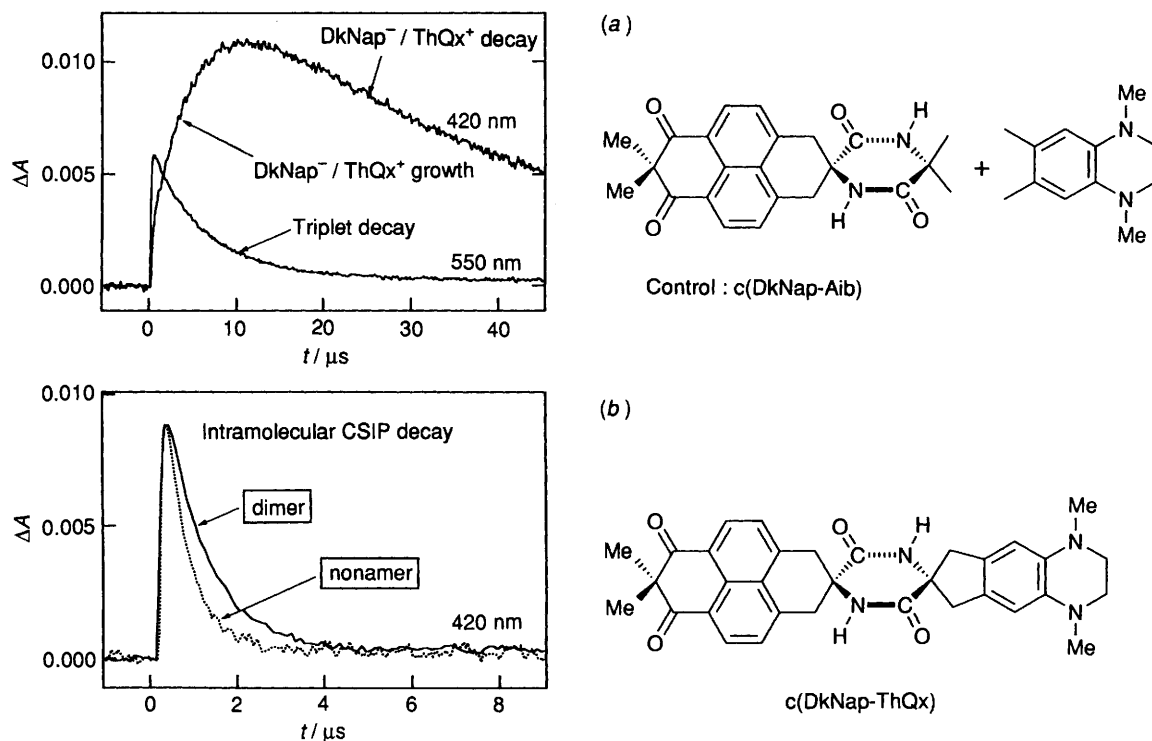 DkNap⁻ / ThQx⁺ decay
0.010
420 nm
ΔA
0.005
DkNap⁻ / ThQx⁺ growth
Triplet decay
550 nm
0.000
0 10 20 30 40
t / μs
(a)
O
Me
Me
O
O
C
N
H
N
H
C
O
+
Me
N
N
Me
Control : c(DkNap-Aib)
0.010
Intramolecular CSIP decay
dimer
ΔA
0.005
nonamer
420 nm
0.000
0 2 4 6 8
t / μs
(b)
O
Me
Me
O
O
C
N
H
N
H
C
O
Me
N
N
Me
c(DkNap-ThQx)